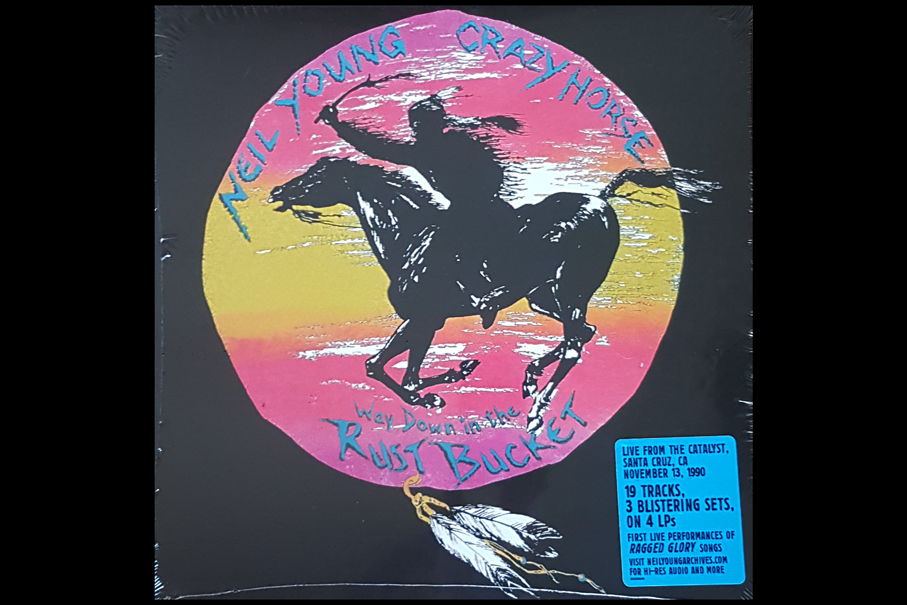 NEIL YOUNG CRAZY HORSE
Way Down in the
RUST BUCKET
LIVE FROM THE CATALYST,
SANTA CRUZ, CA
NOVEMBER 13, 1990
19 TRACKS,
3 BLISTERING SETS,
ON 4 LPs
FIRST LIVE PERFORMANCES OF
RAGGED GLORY SONGS
VISIT NEILYOUNGARCHIVES.COM
FOR HI-RES AUDIO AND MORE